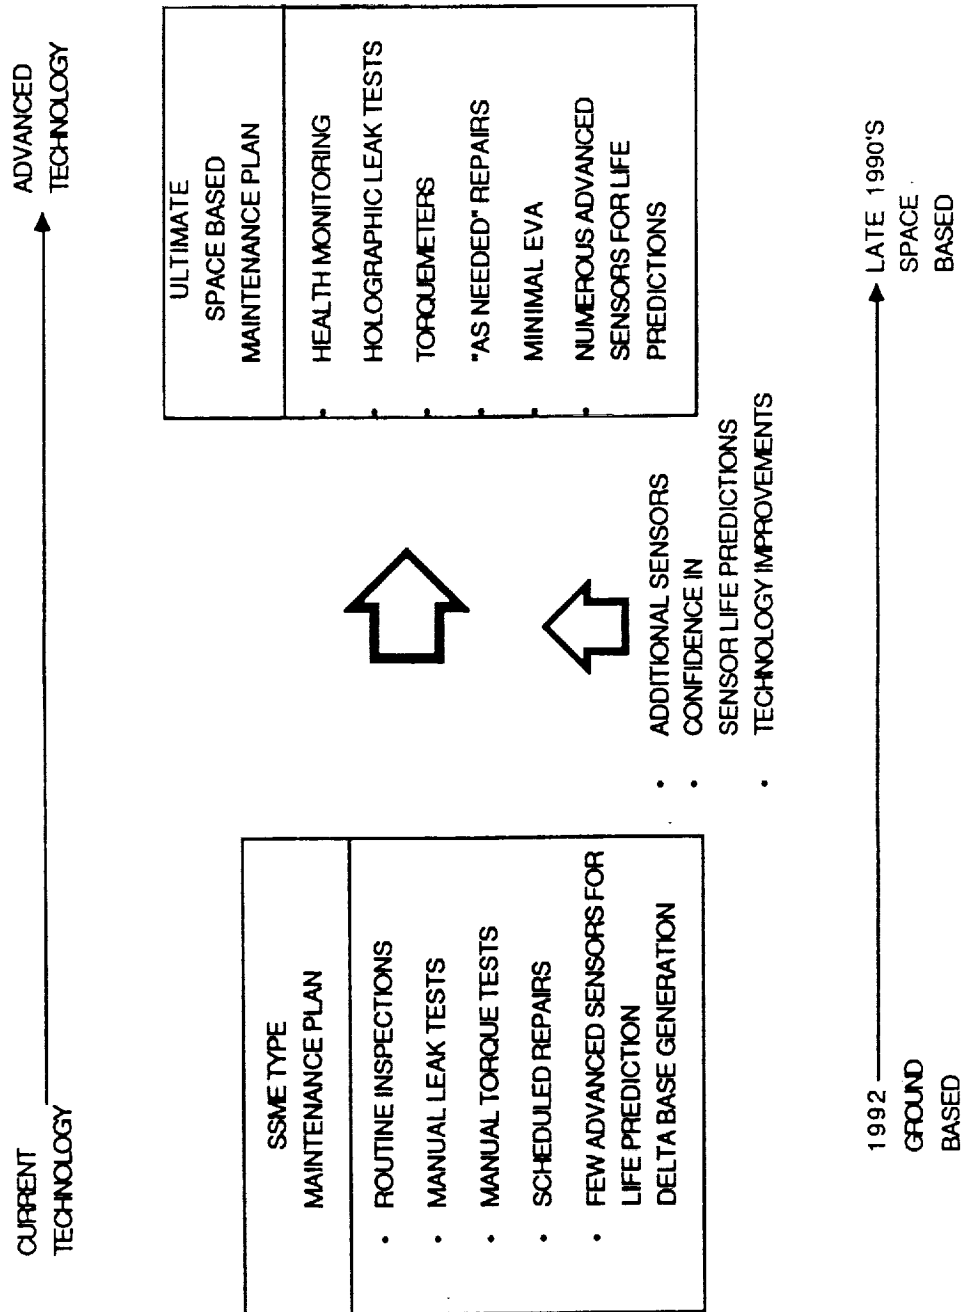 CURRENT
TECHNOLOGY
ADVANCED
TECHNOLOGY
SSME TYPE
MAINTENANCE PLAN
• ROUTINE INSPECTIONS
• MANUAL LEAK TESTS
• MANUAL TORQUE TESTS
• SCHEDULED REPAIRS
• FEW ADVANCED SENSORS FOR
LIFE PREDICTION
DELTA BASE GENERATION
• ADDITIONAL SENSORS
• CONFIDENCE IN
SENSOR LIFE PREDICTIONS
• TECHNOLOGY IMPROVEMENTS
ULTIMATE
SPACE BASED
MAINTENANCE PLAN
• HEALTH MONITORING
• HOLOGRAPHIC LEAK TESTS
• TORQUEMETERS
• "AS NEEDED" REPAIRS
• MINIMAL EVA
• NUMEROUS ADVANCED
SENSORS FOR LIFE
PREDICTIONS
1992
GROUND
BASED
LATE 1990'S
SPACE
BASED